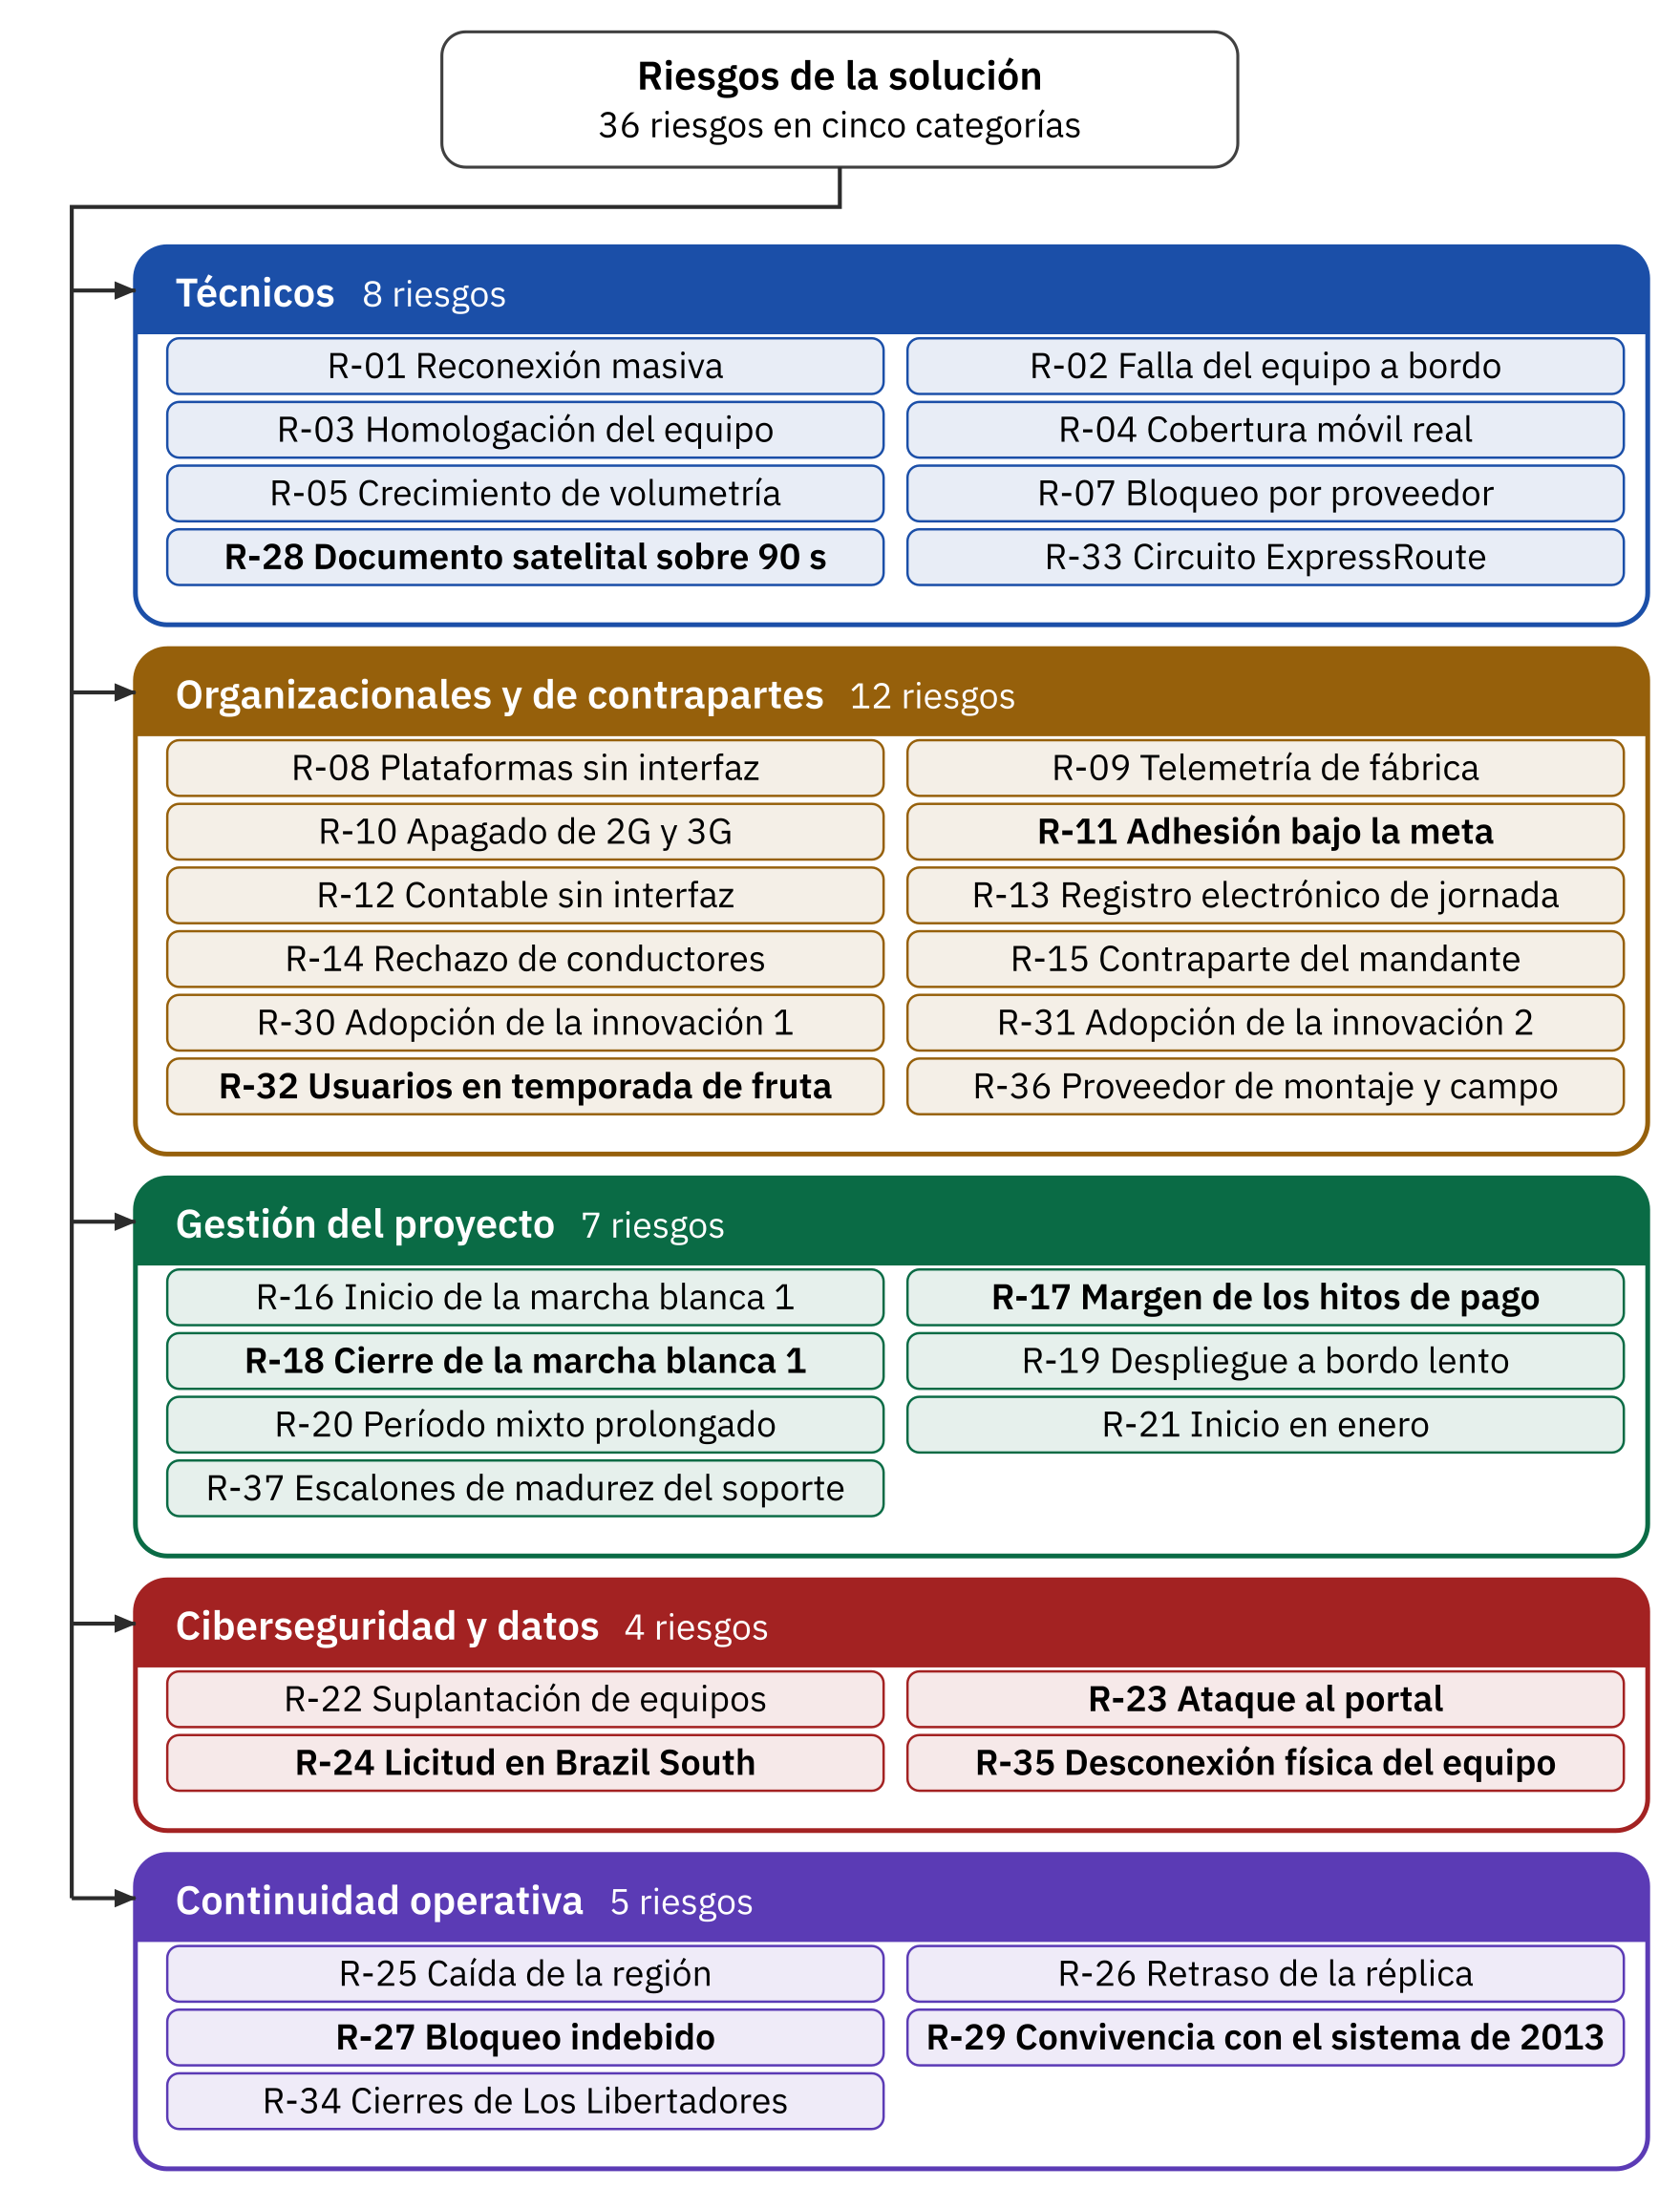 Riesgos de la solución
36 riesgos en cinco categorías
Técnicos 8 riesgos
R-01 Reconexión masiva
R-02 Falla del equipo a bordo
R-03 Homologación del equipo
R-04 Cobertura móvil real
R-05 Crecimiento de volumetría
R-07 Bloqueo por proveedor
R-28 Documento satelital sobre 90 s
R-33 Circuito ExpressRoute
Organizacionales y de contrapartes 12 riesgos
R-08 Plataformas sin interfaz
R-09 Telemetría de fábrica
R-10 Apagado de 2G y 3G
R-11 Adhesión bajo la meta
R-12 Contable sin interfaz
R-13 Registro electrónico de jornada
R-14 Rechazo de conductores
R-15 Contraparte del mandante
R-30 Adopción de la innovación 1
R-31 Adopción de la innovación 2
R-32 Usuarios en temporada de fruta
R-36 Proveedor de montaje y campo
Gestión del proyecto 7 riesgos
R-16 Inicio de la marcha blanca 1
R-17 Margen de los hitos de pago
R-18 Cierre de la marcha blanca 1
R-19 Despliegue a bordo lento
R-20 Período mixto prolongado
R-21 Inicio en enero
R-37 Escalones de madurez del soporte
Ciberseguridad y datos 4 riesgos
R-22 Suplantación de equipos
R-23 Ataque al portal
R-24 Licitud en Brazil South
R-35 Desconexión física del equipo
Continuidad operativa 5 riesgos
R-25 Caída de la región
R-26 Retraso de la réplica
R-27 Bloqueo indebido
R-29 Convivencia con el sistema de 2013
R-34 Cierres de Los Libertadores